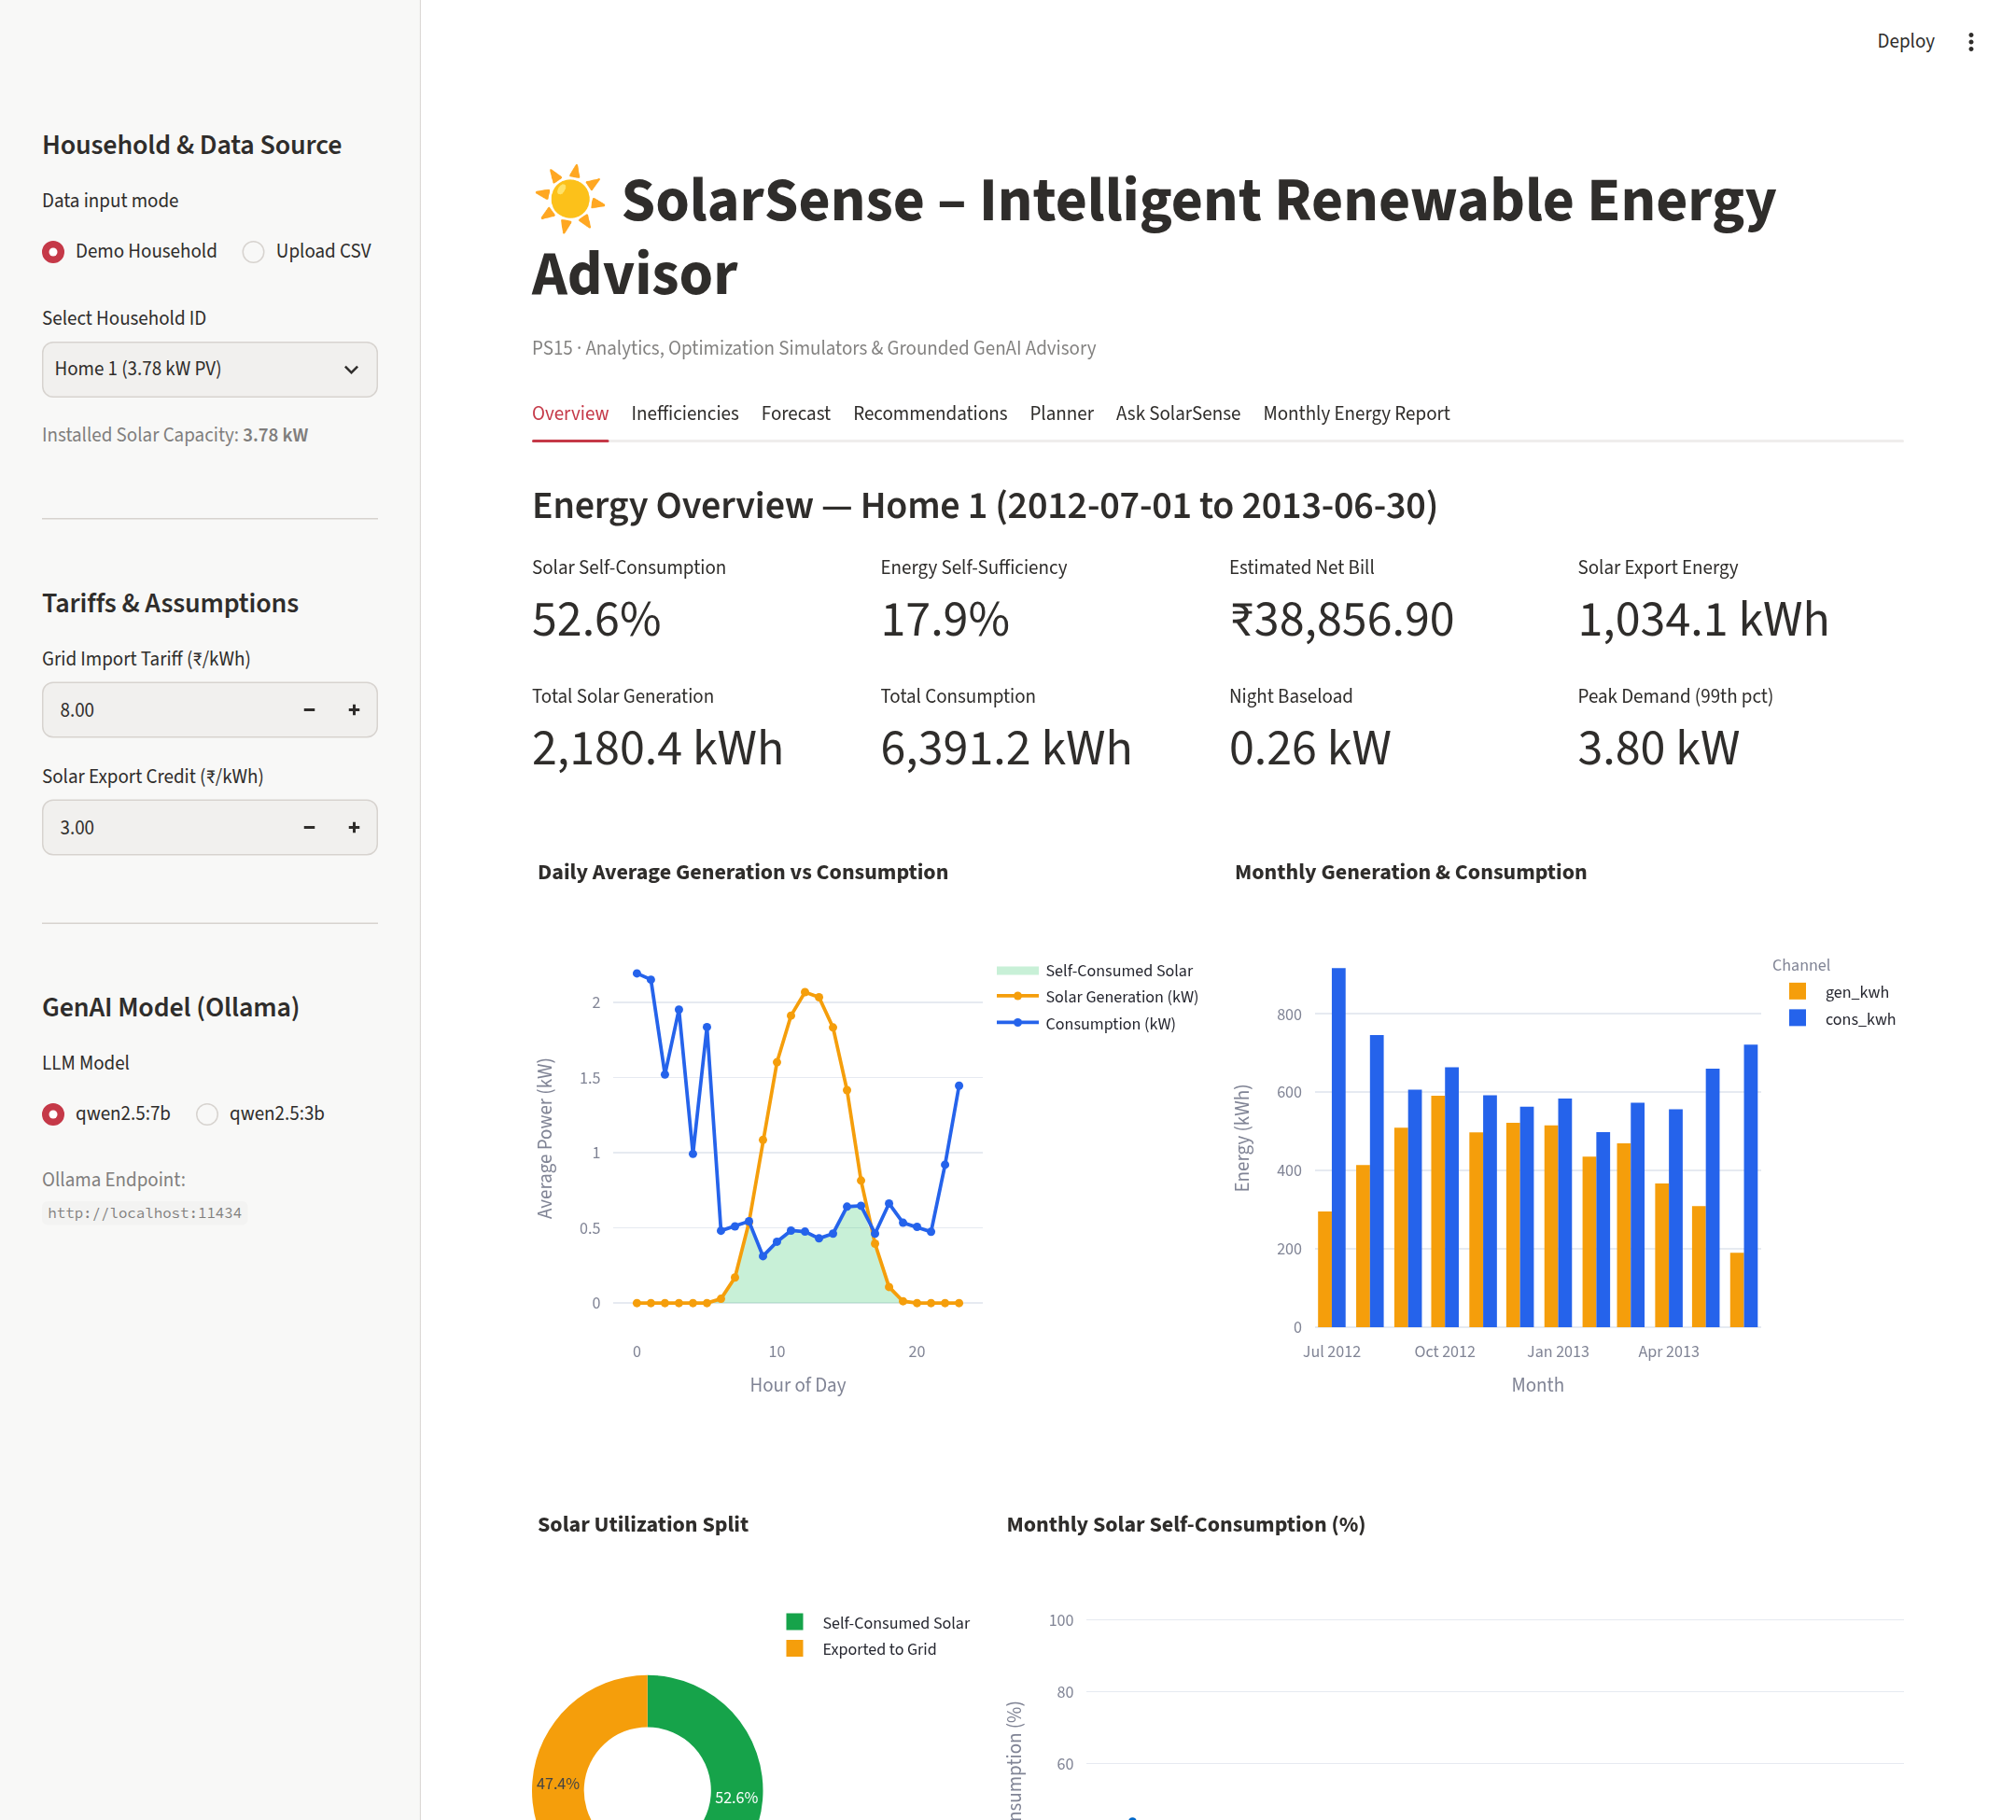 Deploy
Household & Data Source
Data input mode
Demo Household
Upload CSV
Select Household ID
Home 1 (3.78 kW PV)
Installed Solar Capacity: 3.78 kW
Tariffs & Assumptions
Grid Import Tariff (₹/kWh)
8.00
Solar Export Credit (₹/kWh)
3.00
GenAI Model (Ollama)
LLM Model
qwen2.5:7b
qwen2.5:3b
Ollama Endpoint:
http://localhost:11434
SolarSense – Intelligent Renewable Energy
Advisor
PS15 · Analytics, Optimization Simulators & Grounded GenAI Advisory
Overview
Inefficiencies
Forecast
Recommendations
Planner
Ask SolarSense
Monthly Energy Report
Energy Overview — Home 1 (2012-07-01 to 2013-06-30)
Solar Self-Consumption
52.6%
Energy Self-Sufficiency
17.9%
Estimated Net Bill
₹38,856.90
Solar Export Energy
1,034.1 kWh
Total Solar Generation
2,180.4 kWh
Total Consumption
6,391.2 kWh
Night Baseload
0.26 kW
Peak Demand (99th pct)
3.80 kW
Daily Average Generation vs Consumption
Self-Consumed Solar
Solar Generation (kW)
Consumption (kW)
Average Power (kW)
2
1.5
1
0.5
0
0
10
20
Hour of Day
Monthly Generation & Consumption
Channel
gen_kwh
cons_kwh
Energy (kWh)
800
600
400
200
0
Jul 2012
Oct 2012
Jan 2013
Apr 2013
Month
Solar Utilization Split
Self-Consumed Solar
Exported to Grid
47.4%
52.6%
Monthly Solar Self-Consumption (%)
100
80
60
nsumption (%)